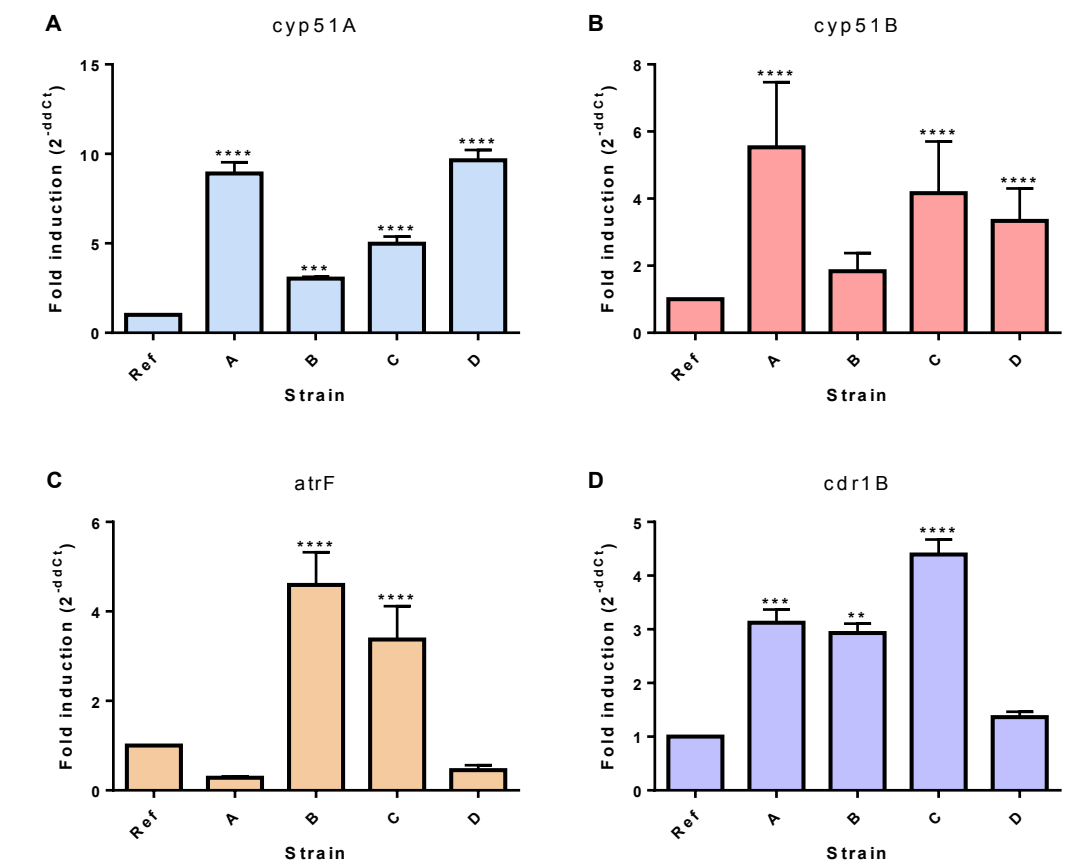 A
cyp51A
Fold induction (2^-ddCt)
15
10
5
0
****
***
****
****
Ref
A
B
C
D
Strain
B
cyp51B
Fold induction (2^-ddCt)
8
6
4
2
0
****
****
****
Ref
A
B
C
D
Strain
C
atrF
Fold induction (2^-ddCt)
6
4
2
0
****
****
Ref
A
B
C
D
Strain
D
cdr1B
Fold induction (2^-ddCt)
5
4
3
2
1
0
***
**
****
Ref
A
B
C
D
Strain